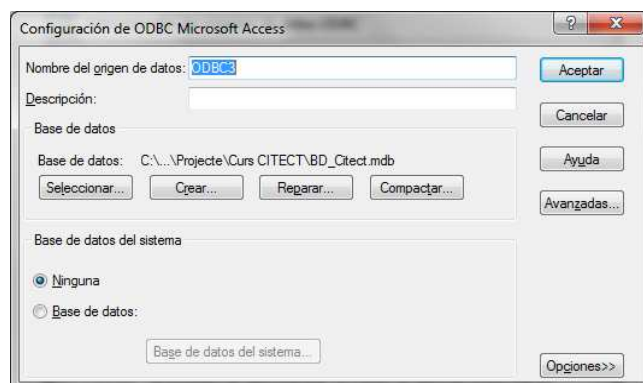 Configuración de ODBC Microsoft Access
Nombre del origen de datos: ODBC3
Descripción:
Base de datos
Base de datos: C:\...\Projecte\Curs CITECT\BD_Citect.mdb
Seleccionar... Crear... Reparar... Compactar...
Base de datos del sistema
Ninguna
Base de datos:
Base de datos del sistema...
Aceptar
Cancelar
Ayuda
Avanzadas...
Opciones>>